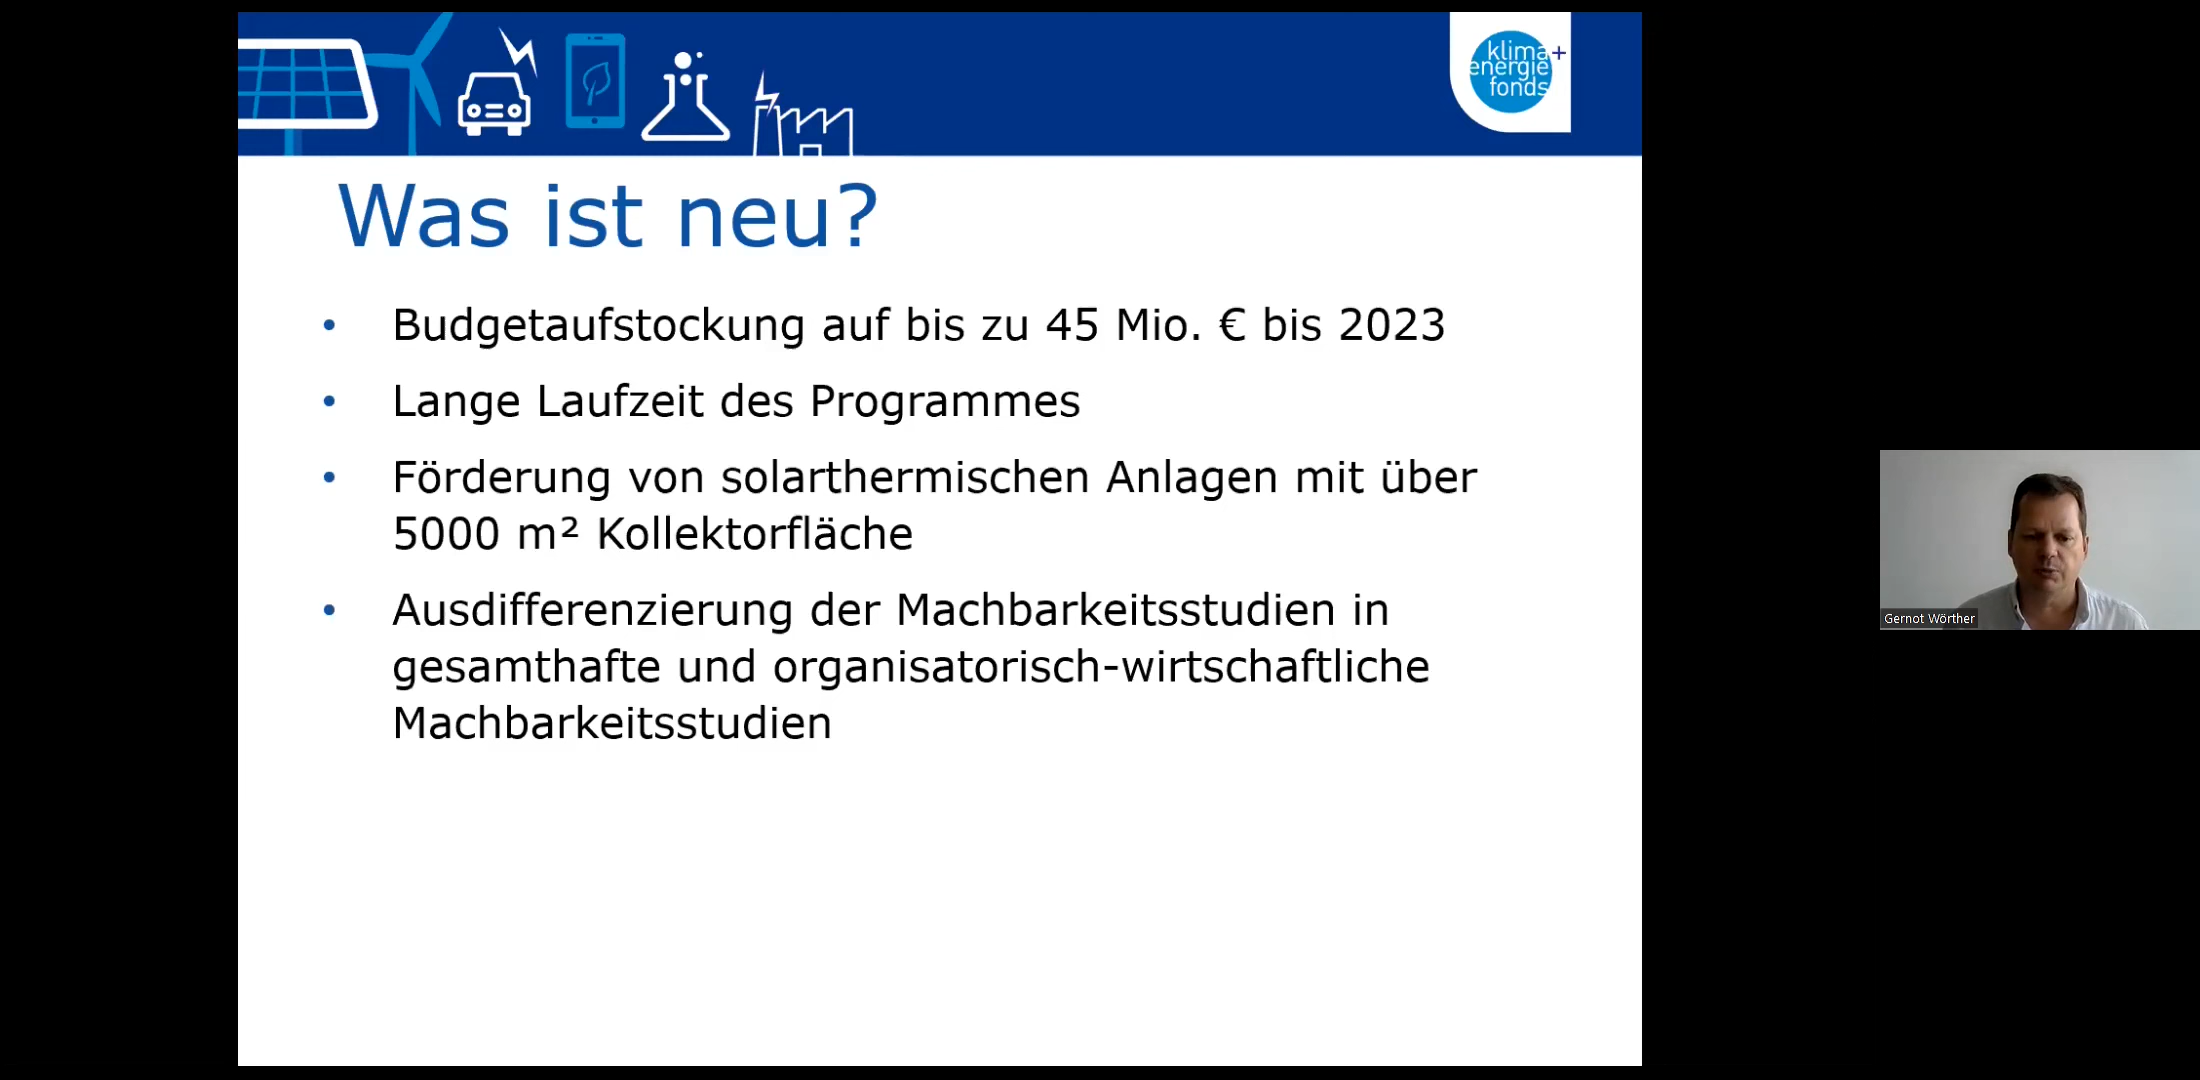 klima+
energie
fonds
Was ist neu?
• Budgetaufstockung auf bis zu 45 Mio. € bis 2023
• Lange Laufzeit des Programmes
• Förderung von solarthermischen Anlagen mit über
5000 m² Kollektorfläche
• Ausdifferenzierung der Machbarkeitsstudien in
gesamthafte und organisatorisch-wirtschaftliche
Machbarkeitsstudien
Gernot Wörther